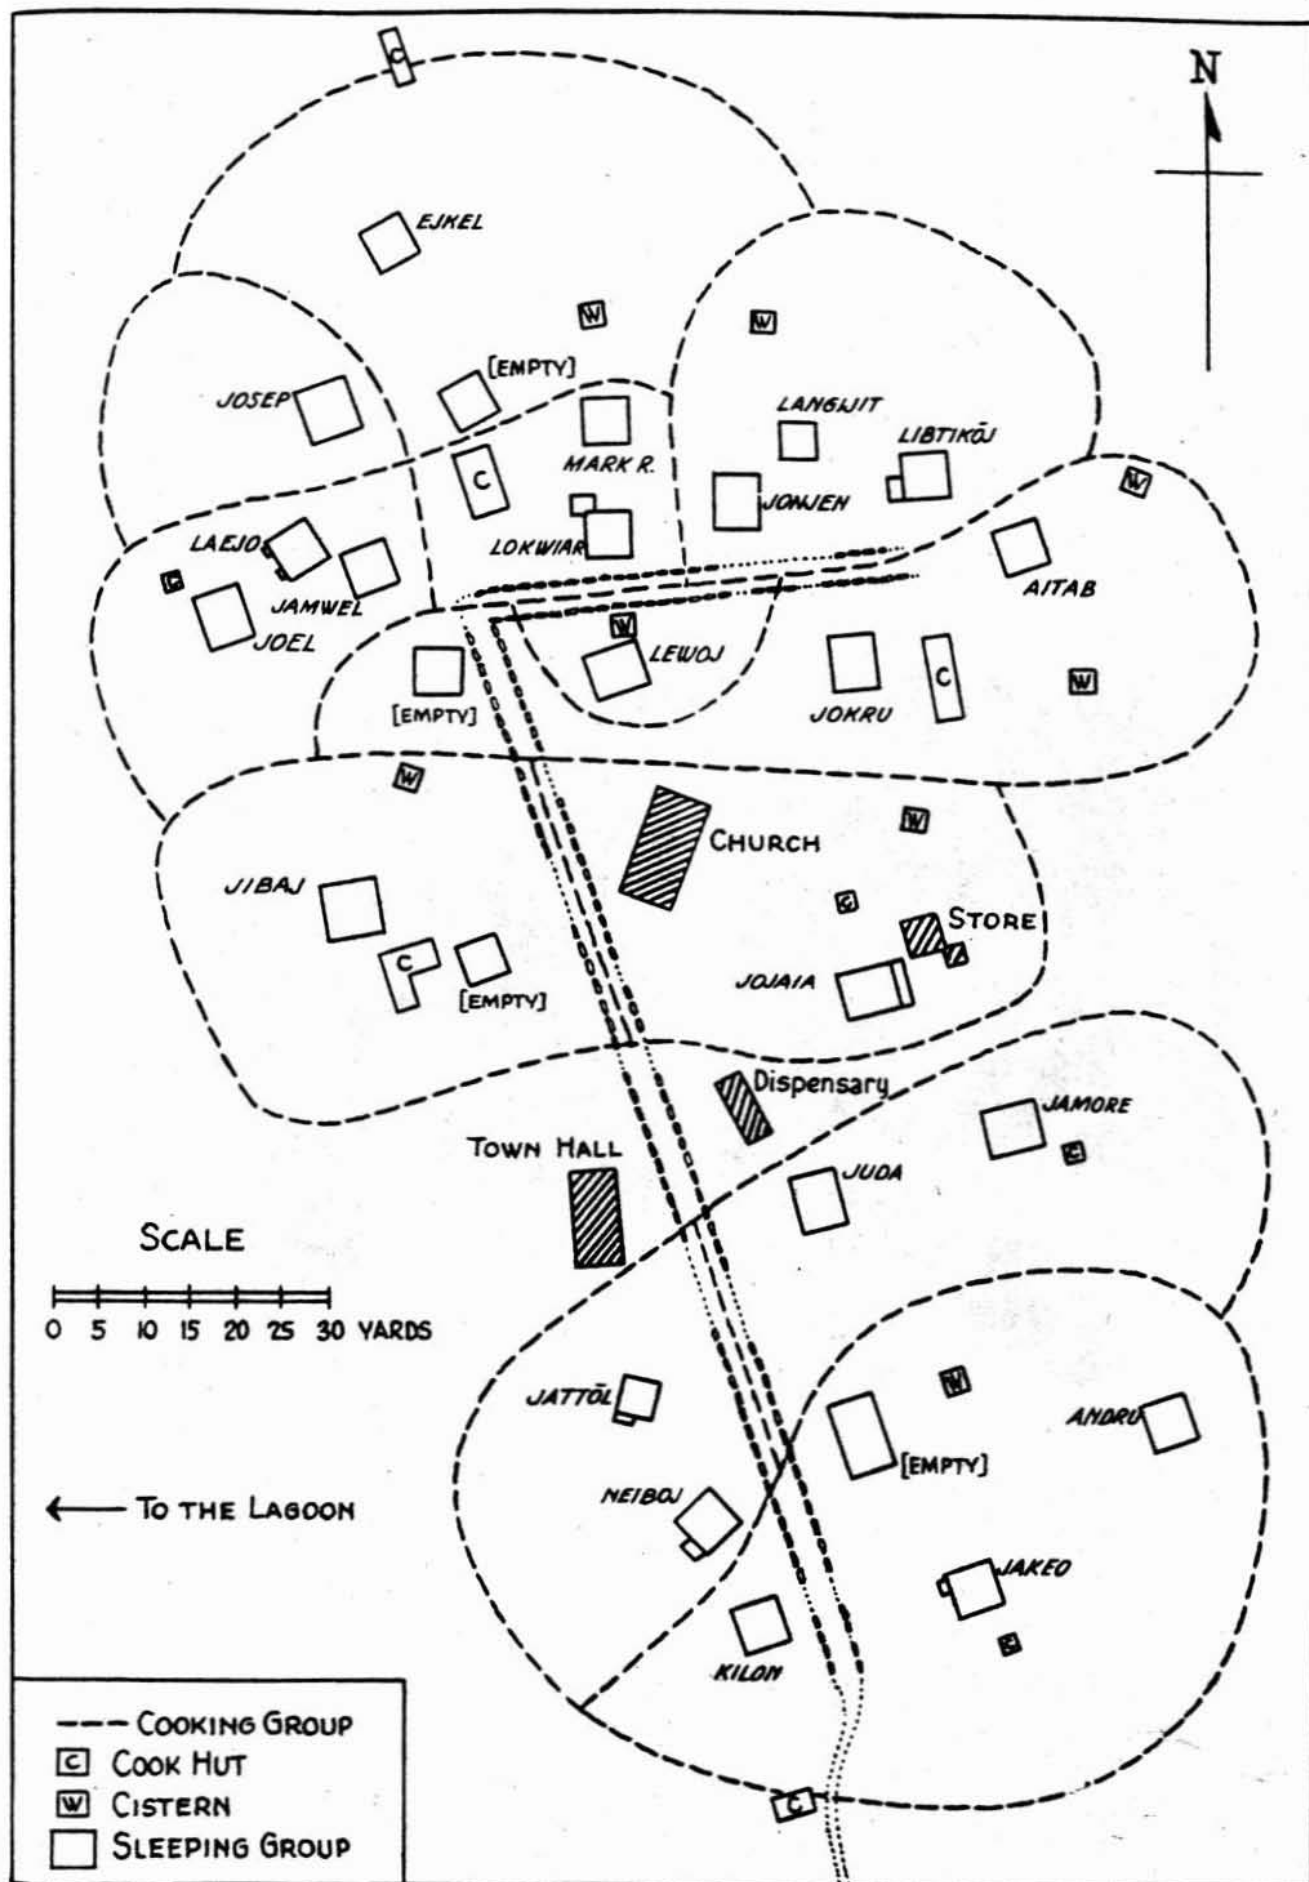 C
N
EJKEL
W
W
[EMPTY]
JOSEP
LANGIJIT
LIBTIKŌJ
MARK R.
C
W
JONJEN
LAEJO
LOKWIAR
C
AITAB
JAMWEL
JOEL
W
LEWOJ
C
W
JOKRU
[EMPTY]
W
W
CHURCH
JIBAJ
C
STORE
C
JOJAIA
[EMPTY]
Dispensary
JAMORE
TOWN HALL
C
JUDA
SCALE
0 5 10 15 20 25 30 YARDS
W
JATTŌL
ANDRU
[EMPTY]
NEIBOJ
TO THE LAGOON
JAKEO
C
KILON
C
COOKING GROUP
C COOK HUT
W CISTERN
SLEEPING GROUP